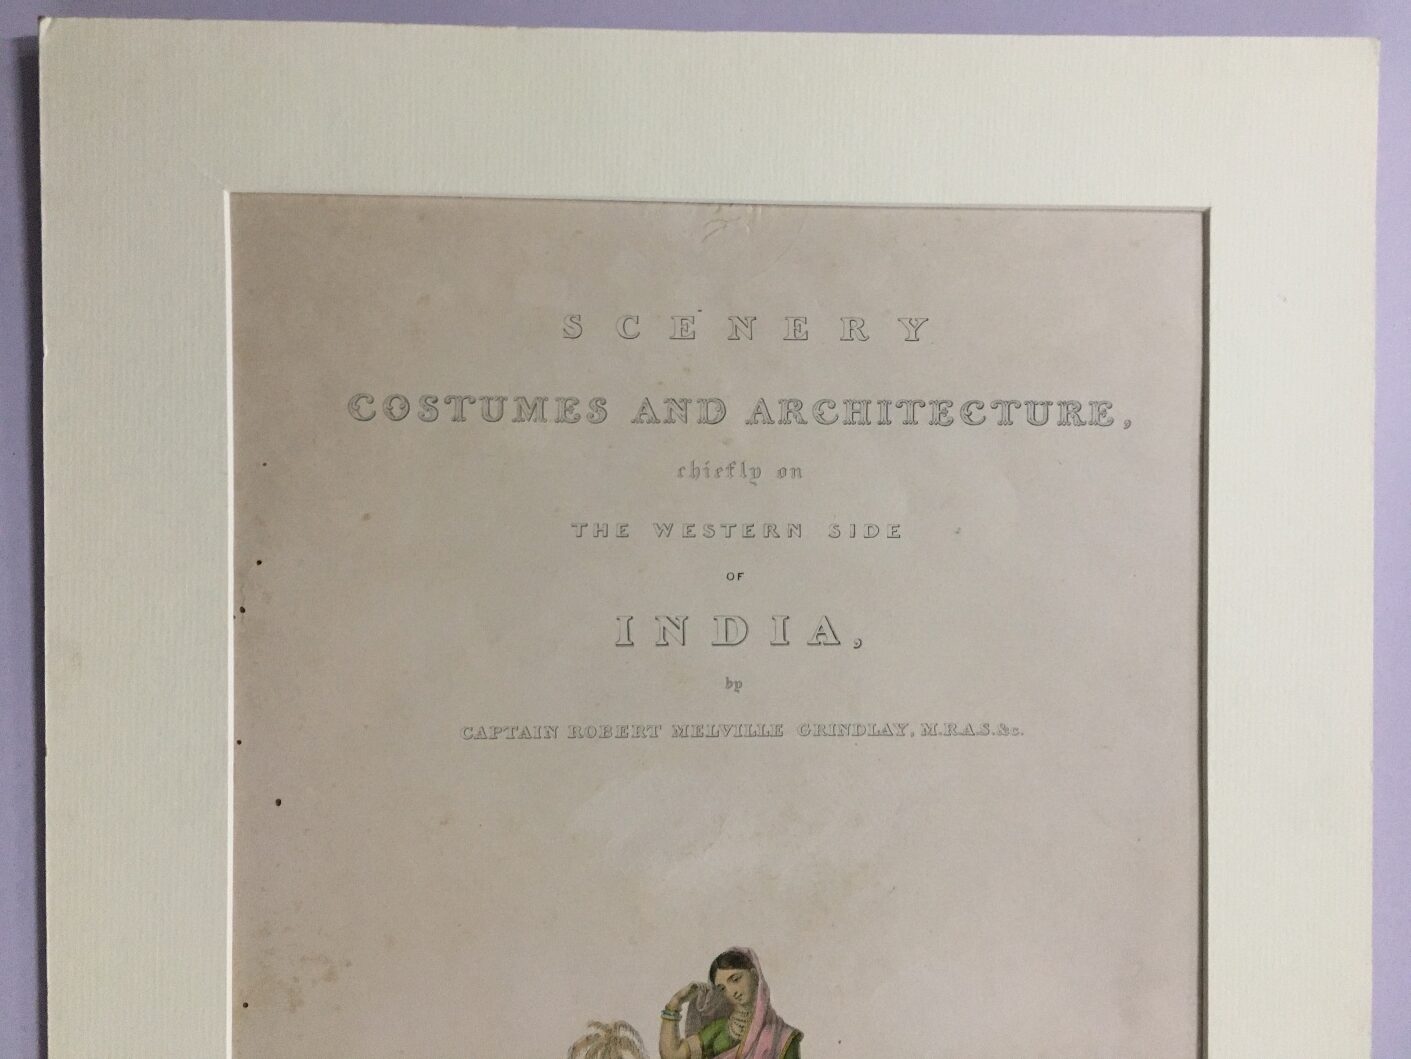 SCENERY
COSTUMES AND ARCHITECTURE,
chiefly on
THE WESTERN SIDE
OF
INDIA,
by
CAPTAIN ROBERT MELVILLE GRINDLAY, M.R.A.S. &c.